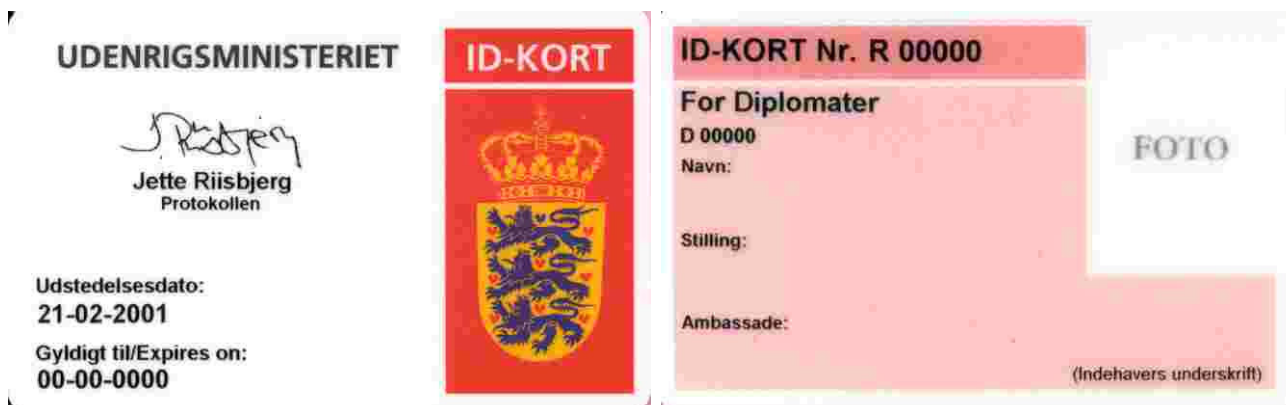 UDENRIGSMINISTERIET
Jette Riisbjerg
Protokollen
Udstedelsesdato:
21-02-2001
Gyldigt til/Expires on:
00-00-0000
ID-KORT
ID-KORT Nr. R 00000
For Diplomater
D 00000
Navn:
Stilling:
Ambassade:
FOTO
(Indehavers underskrift)